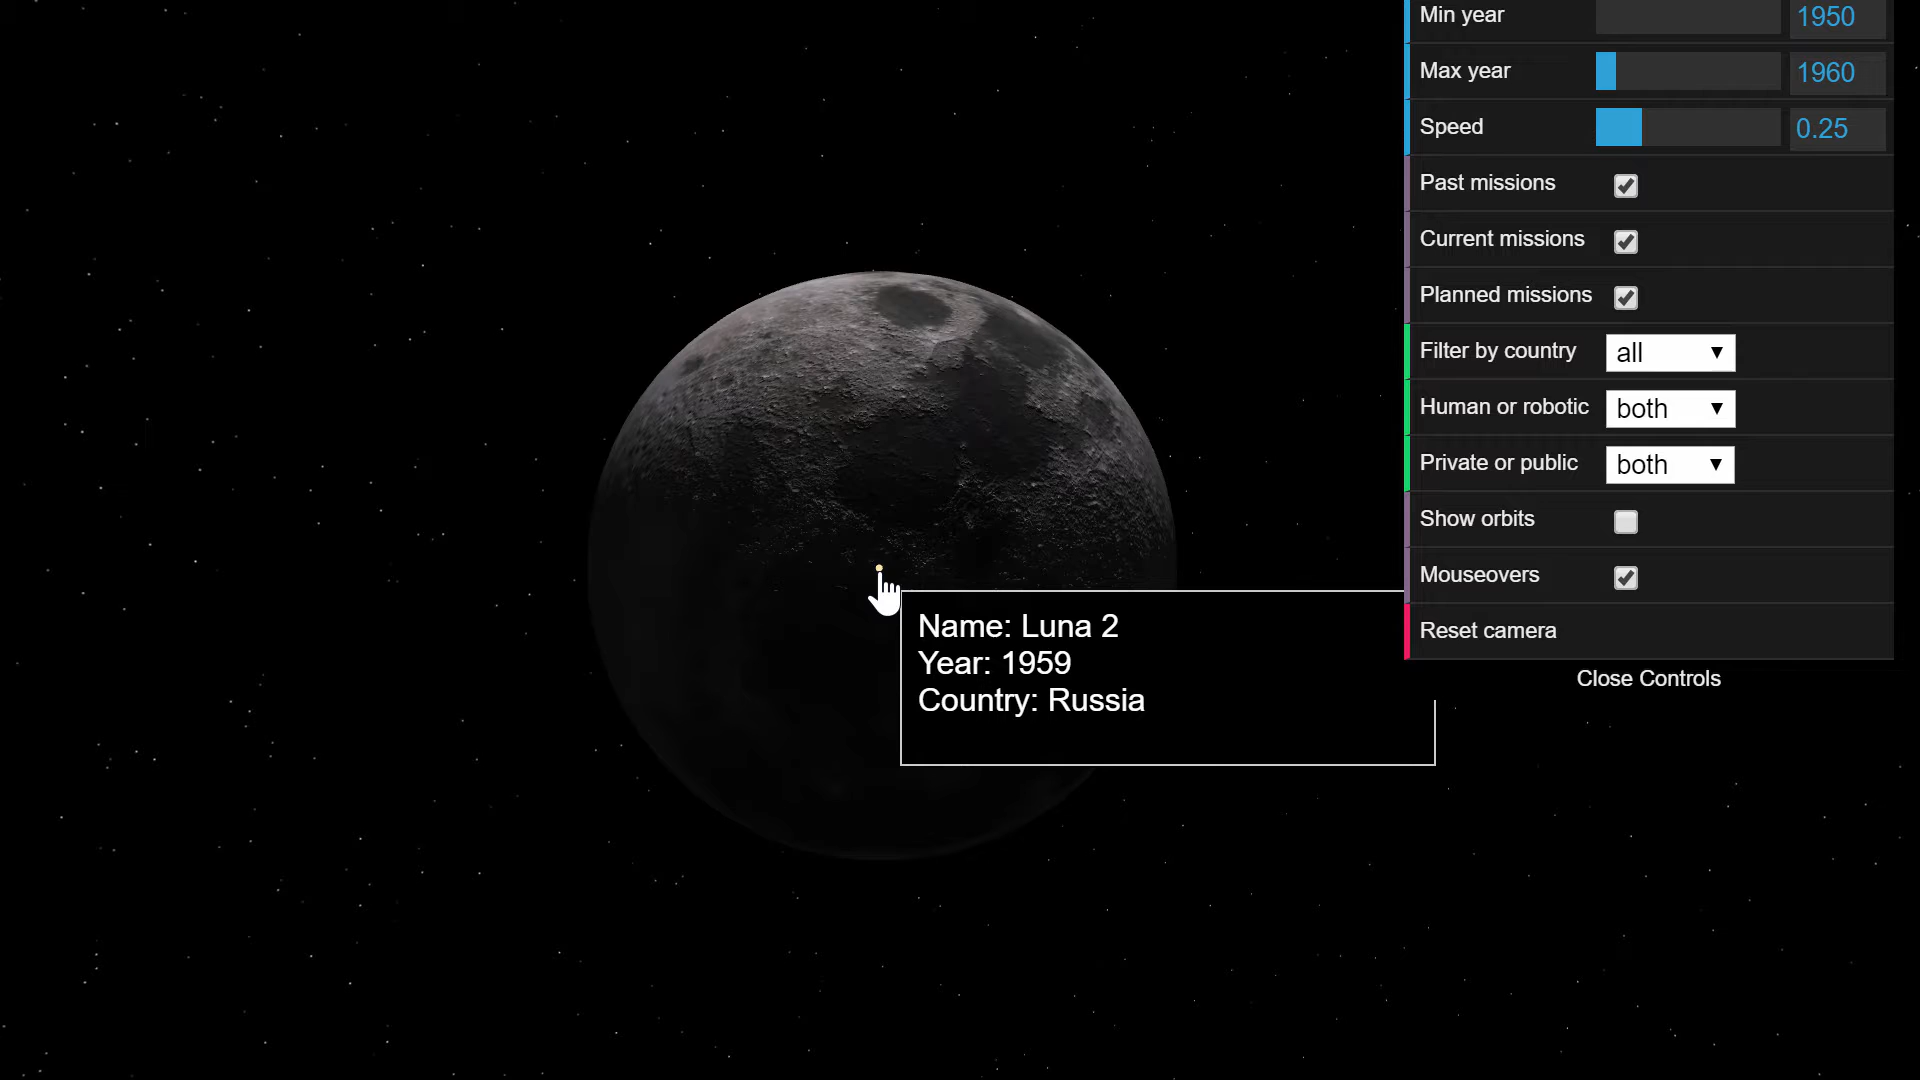 Min year 1950
Max year 1960
Speed 0.25
Past missions
Current missions
Planned missions
Filter by country all
Human or robotic both
Private or public both
Show orbits
Mouseovers
Reset camera
Close Controls
Name: Luna 2
Year: 1959
Country: Russia